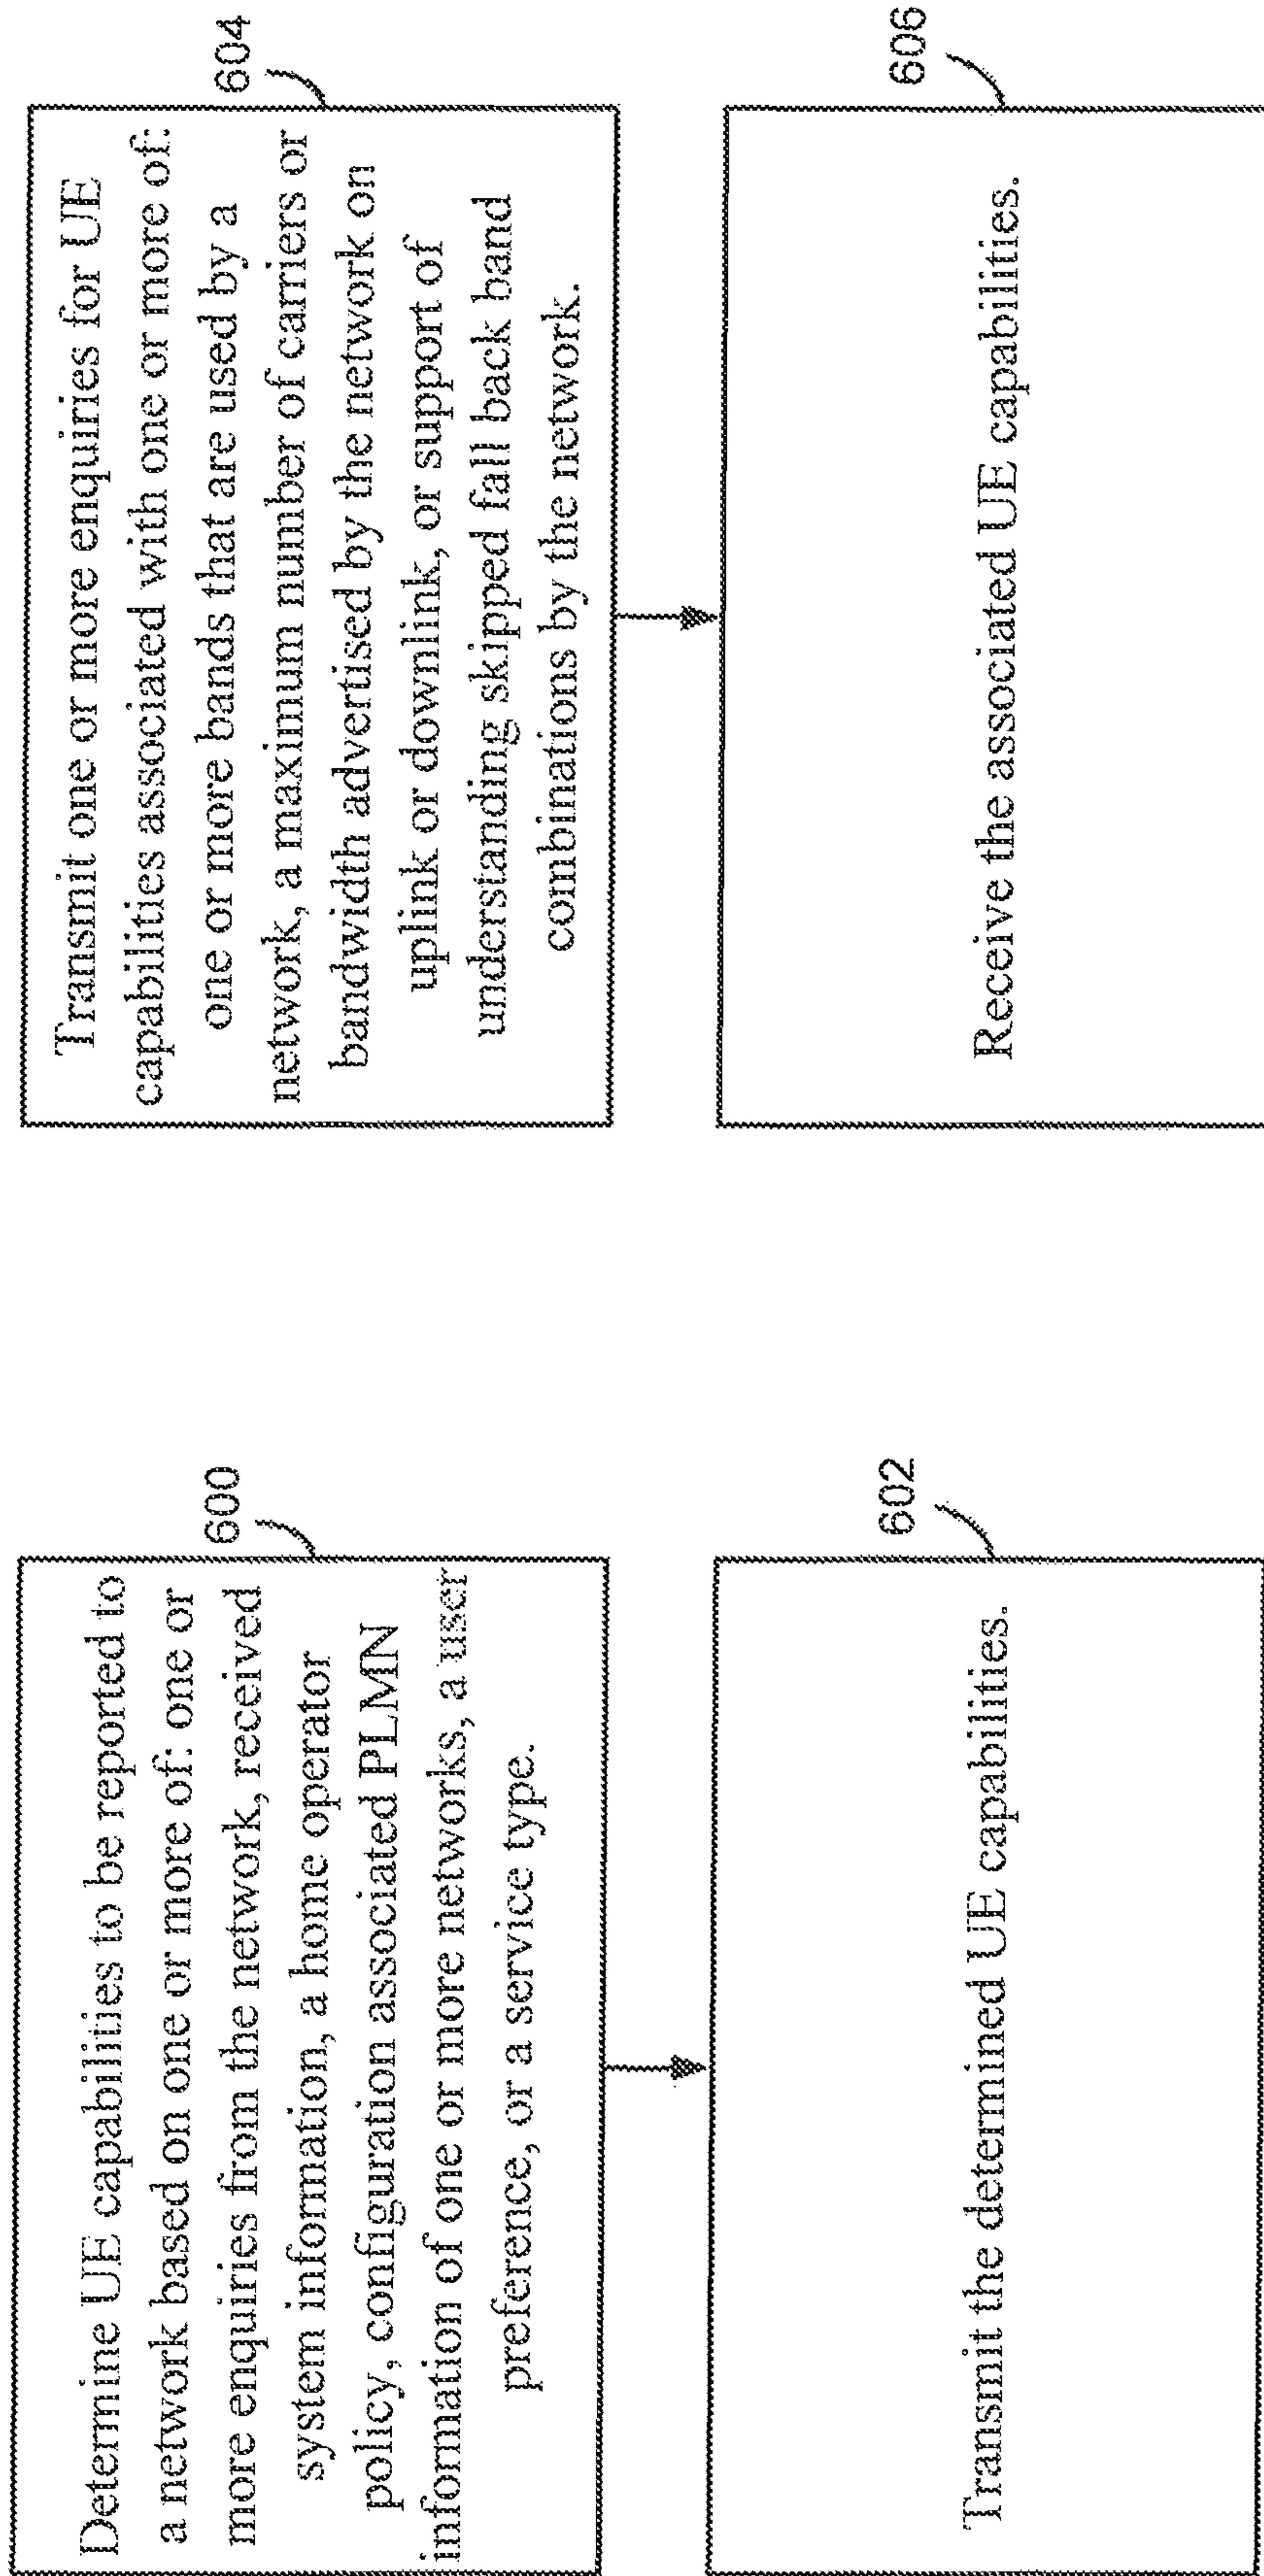 Determine UE capabilities to be reported to
a network based on one or more of: one or
more enquiries from the network, received
system information, a home operator
policy, configuration associated PLMN
information of one or more networks, a user
preference, or a service type.
600
Transmit the determined UE capabilities.
602
Transmit one or more enquiries for UE
capabilities associated with one or more of:
one or more bands that are used by a
network, a maximum number of carriers or
bandwidth advertised by the network on
uplink or downlink, or support of
understanding skipped fall back band
combinations by the network.
604
Receive the associated UE capabilities.
606